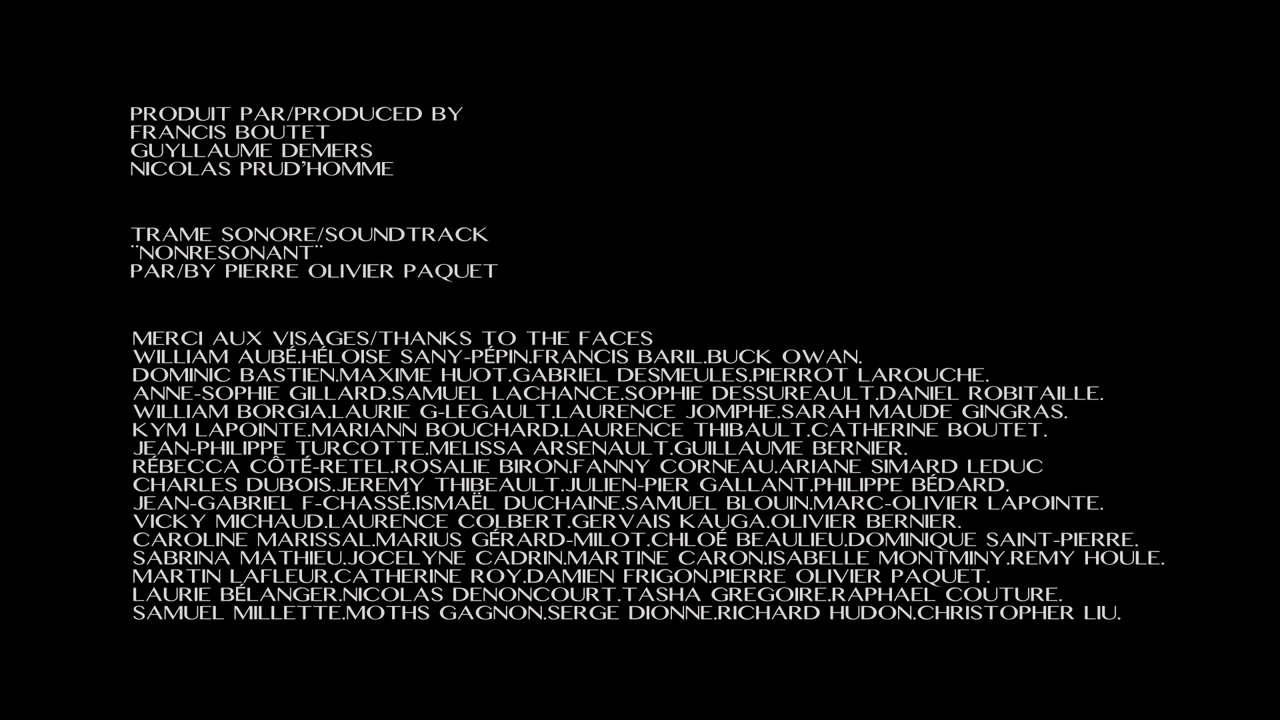 PRODUIT PAR/PRODUCED BY
FRANCIS BOUTET
GUYLLAUME DEMERS
NICOLAS PRUD’HOMME
TRAME SONORE/SOUNDTRACK
¨NONRESONANT¨
PAR/BY PIERRE OLIVIER PAQUET
MERCI AUX VISAGES/THANKS TO THE FACES
WILLIAM AUBÉ.HÉLOISE SANY-PÉPIN.FRANCIS BARIL.BUCK OWAN.
DOMINIC BASTIEN.MAXIME HUOT.GABRIEL DESMEULES.PIERROT LAROUCHE.
ANNE-SOPHIE GILLARD.SAMUEL LACHANCE.SOPHIE DESSUREAULT.DANIEL ROBITAILLE.
WILLIAM BORGIA.LAURIE G-LEGAULT.LAURENCE JOMPHE.SARAH MAUDE GINGRAS.
KYM LAPOINTE.MARIANN BOUCHARD.LAURENCE THIBAULT.CATHERINE BOUTET.
JEAN-PHILIPPE TURCOTTE.MELISSA ARSENAULT.GUILLAUME BERNIER.
RÉBECCA CÔTÉ-RETEL.ROSALIE BIRON.FANNY CORNEAU.ARIANE SIMARD LEDUC
CHARLES DUBOIS.JEREMY THIBEAULT.JULIEN-PIER GALLANT.PHILIPPE BÉDARD.
JEAN-GABRIEL F-CHASSÉ.ISMAËL DUCHAINE.SAMUEL BLOUIN.MARC-OLIVIER LAPOINTE.
VICKY MICHAUD.LAURENCE COLBERT.GERVAIS KAUGA.OLIVIER BERNIER.
CAROLINE MARISSAL.MARIUS GÉRARD-MILOT.CHLOÉ BEAULIEU.DOMINIQUE SAINT-PIERRE.
SABRINA MATHIEU.JOCELYNE CADRIN.MARTINE CARON.ISABELLE MONTMINY.REMY HOULE.
MARTIN LAFLEUR.CATHERINE ROY.DAMIEN FRIGON.PIERRE OLIVIER PAQUET.
LAURIE BÉLANGER.NICOLAS DENONCOURT.TASHA GREGOIRE.RAPHAEL COUTURE.
SAMUEL MILLETTE.MOTHS GAGNON.SERGE DIONNE.RICHARD HUDON.CHRISTOPHER LIU.